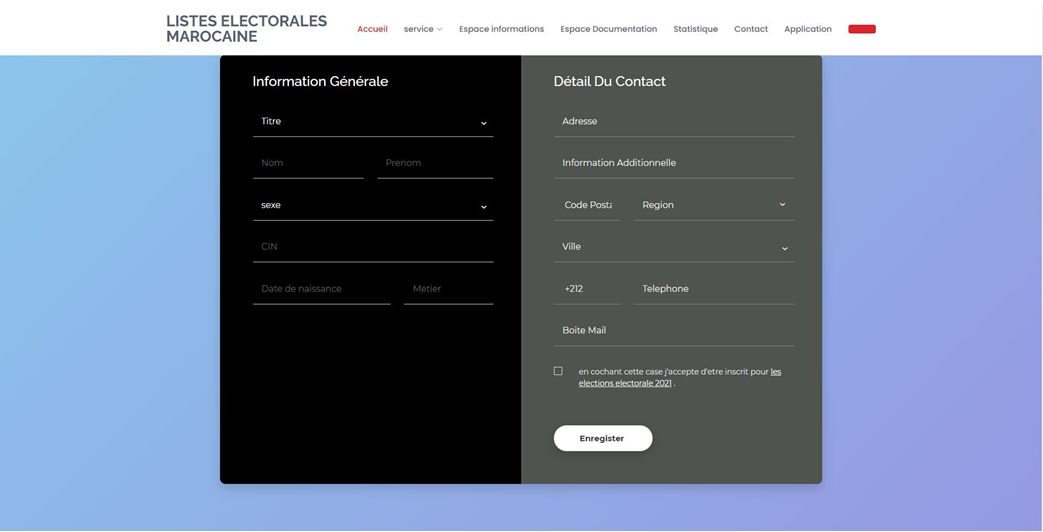 LISTES ELECTORALES
MAROCAINE
Accueil service Espace informations Espace Documentation Statistique Contact Application
Information Générale
Titre
Nom Prenom
sexe
CIN
Date de naissance Metier
Détail Du Contact
Adresse
Information Additionnelle
Code Posta Region
Ville
+212 Telephone
Boite Mail
en cochant cette case j'accepte d'etre inscrit pour les
elections electorale 2021 .
Enregister